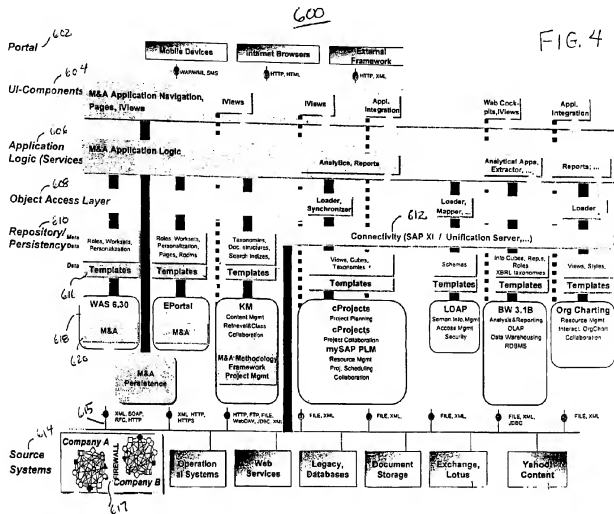 600
FIG. 4
Portal 602
Mobile Devices
Internet Browsers
External Framework
WAP/WML, SMS
HTTP, HTML
HTTP, XML
604
UI-Components
M&A Application Navigation, Pages, iViews
IViews
IViews
Appl. Integration
Web Cockpits, IViews
Appl. Integration
606
Application Logic (Services
M&A Application Logic
Analytics, Reports
Analytical Apps, Extractor, ...
Reports, ...
608
Object Access Layer
Loader, Synchronizer
Loader, Mapper, ...
Loader
612
Connectivity (SAP XI / Unification Server,...)
610
Repository/ Persistency
Meta Data
Roles, Worksets, Personalization
Roles, Worksets, Personalization, Pages, Rooms
Taxonomies, Doc. structures, Search Indizes,
Views, Cubes, Taxonomies
Schemes
Info Cubes, Reps, Roles XBRL taxonomies
Views, Styles,
Data
616
Templates
Templates
Templates
Templates
Templates
Templates
Templates
618
WAS 6.30
M&A
EPortal
M&A
KM
Content Mgmt
Retrieval&Class
Collaboration
M&A Methodology Framework
Project Mgmt
cProjects
Project Planning
cProjects
Project Collaboration
mySAP PLM
Resource Mgmt
Proj. Scheduling
Collaboration
LDAP
Seman.Info.Mgmt
Access Mgmt
Security
BW 3.1B
Analysis&Reporting
OLAP
Data Warehousing
RDBMS
Org Charting
Resource Mgmt
Interact. OrgChart
Collaboration
620
M&A Persistence
615
XML, SOAP, RFC, HTTP
XML, HTTP, HTTPS
HTTP, FTP, FILE, WebDAV, JDBC, XML
FILE, XML,
FILE, XML,
FILE, XML
FILE, XML, JDBC
FILE, XML
614
Source Systems
Company A
FIREWALL
Company B
617
Operational Systems
Web Services
Legacy, Databases
Document Storage
Exchange, Lotus
Yahoo! Content